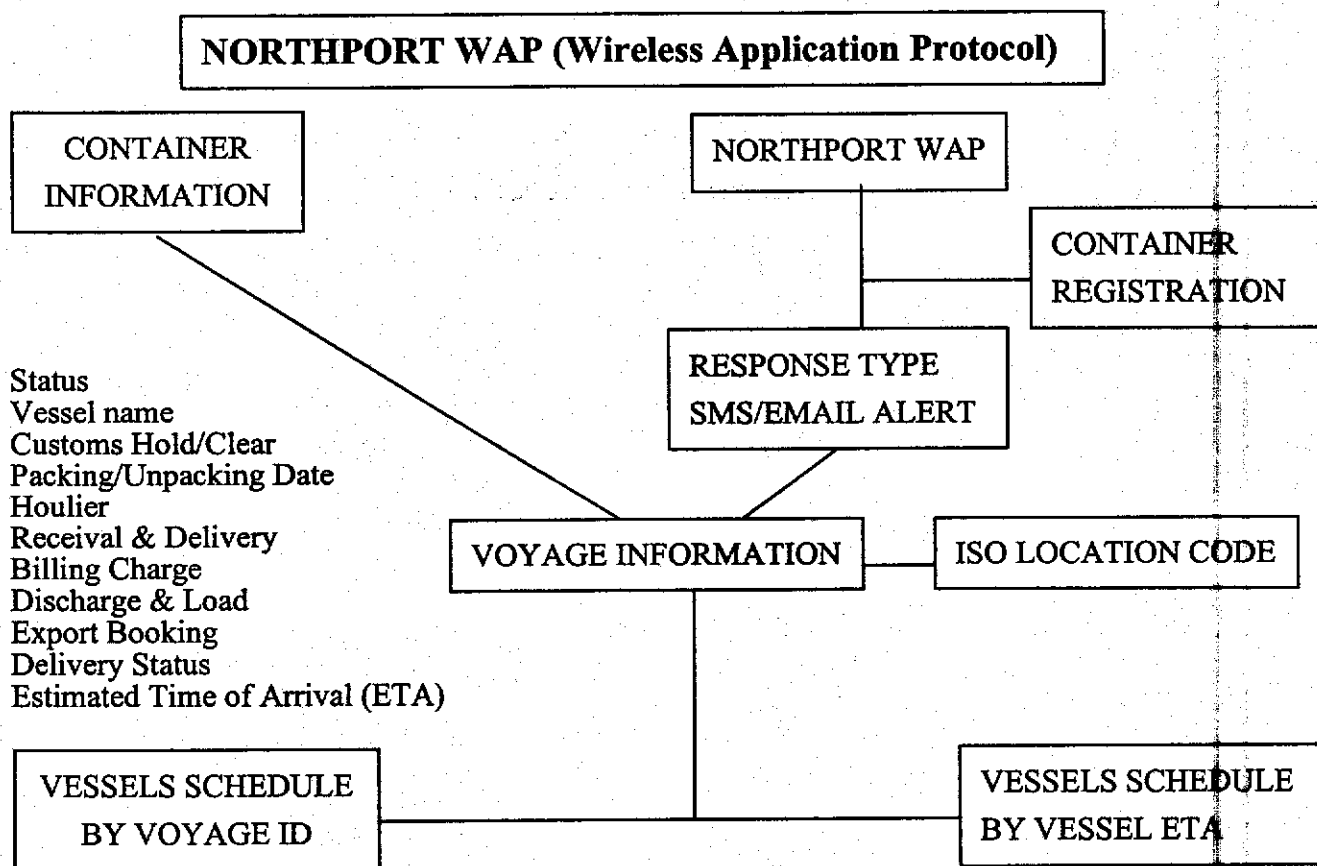 NORTHPORT WAP (Wireless Application Protocol)
CONTAINER
INFORMATION
NORTHPORT WAP
CONTAINER
REGISTRATION
RESPONSE TYPE
SMS/EMAIL ALERT
Status
Vessel name
Customs Hold/Clear
Packing/Unpacking Date
Houlier
Receival & Delivery
Billing Charge
Discharge & Load
Export Booking
Delivery Status
Estimated Time of Arrival (ETA)
VOYAGE INFORMATION
ISO LOCATION CODE
VESSELS SCHEDULE
BY VOYAGE ID
VESSELS SCHEDULE
BY VESSEL ETA